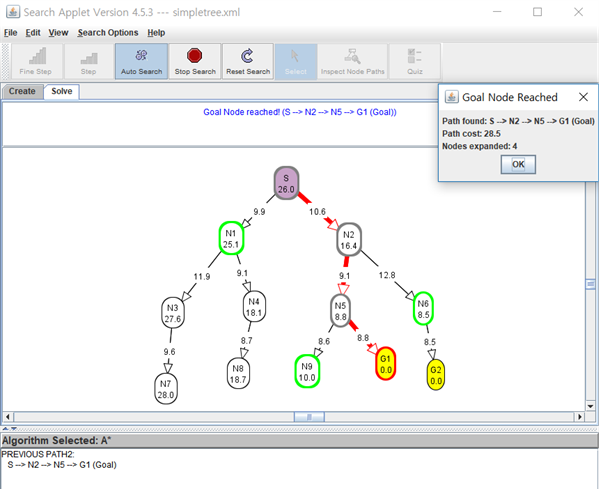 Search Applet Version 4.5.3 --- simpletree.xml
File Edit View Search Options Help
Fine Step Step Auto Search Stop Search Reset Search Select Inspect Node Paths Quiz
Create Solve
Goal Node reached! (S --> N2 --> N5 --> G1 (Goal))
Goal Node Reached
Path found: S --> N2 --> N5 --> G1 (Goal)
Path cost: 28.5
Nodes expanded: 4
OK
S
26.0
9.9 10.6
N1 N2
25.1 16.4
11.9 9.1 9.1 12.8
N3 N4 N5 N6
27.6 18.1 8.8 8.5
9.6 8.7 8.6 8.8 8.5
N7 N8 N9 G1 G2
28.0 18.7 10.0 0.0 0.0
Algorithm Selected: A*
PREVIOUS PATH2:
S --> N2 --> N5 --> G1 (Goal)